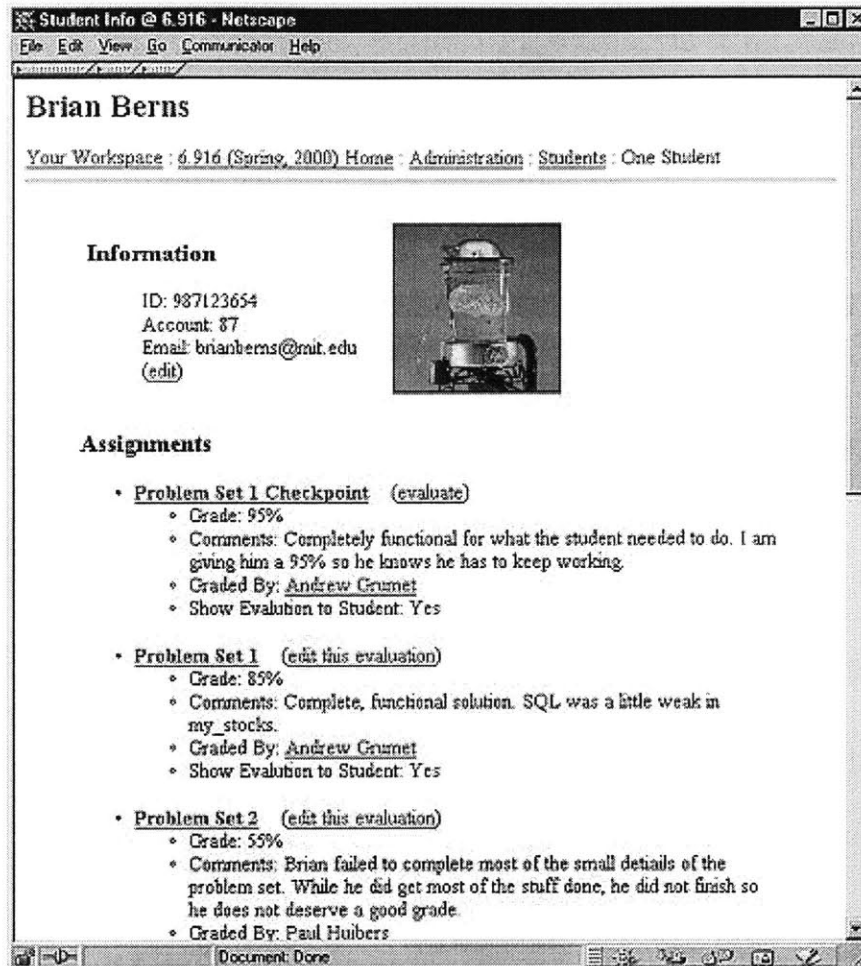 Student Info @ 6.916 - Netscape
File Edit View Go Communicator Help
Brian Berns
Your Workspace : 6.916 (Spring, 2000) Home : Administration : Students : One Student
Information
ID: 987123654
Account: 87
Email: brianberns@mit.edu
(edit)
Assignments
• Problem Set 1 Checkpoint (evaluate)
∘ Grade: 95%
∘ Comments: Completely functional for what the student needed to do. I am
giving him a 95% so he knows he has to keep working.
∘ Graded By: Andrew Grumet
∘ Show Evalution to Student: Yes
• Problem Set 1 (edit this evaluation)
∘ Grade: 85%
∘ Comments: Complete, functional solution. SQL was a little weak in
my_stocks.
∘ Graded By: Andrew Grumet
∘ Show Evalution to Student: Yes
• Problem Set 2 (edit this evaluation)
∘ Grade: 55%
∘ Comments: Brian failed to complete most of the small detiails of the
problem set. While he did get most of the stuff done, he did not finish so
he does not deserve a good grade.
∘ Graded By: Paul Huibers
Document: Done